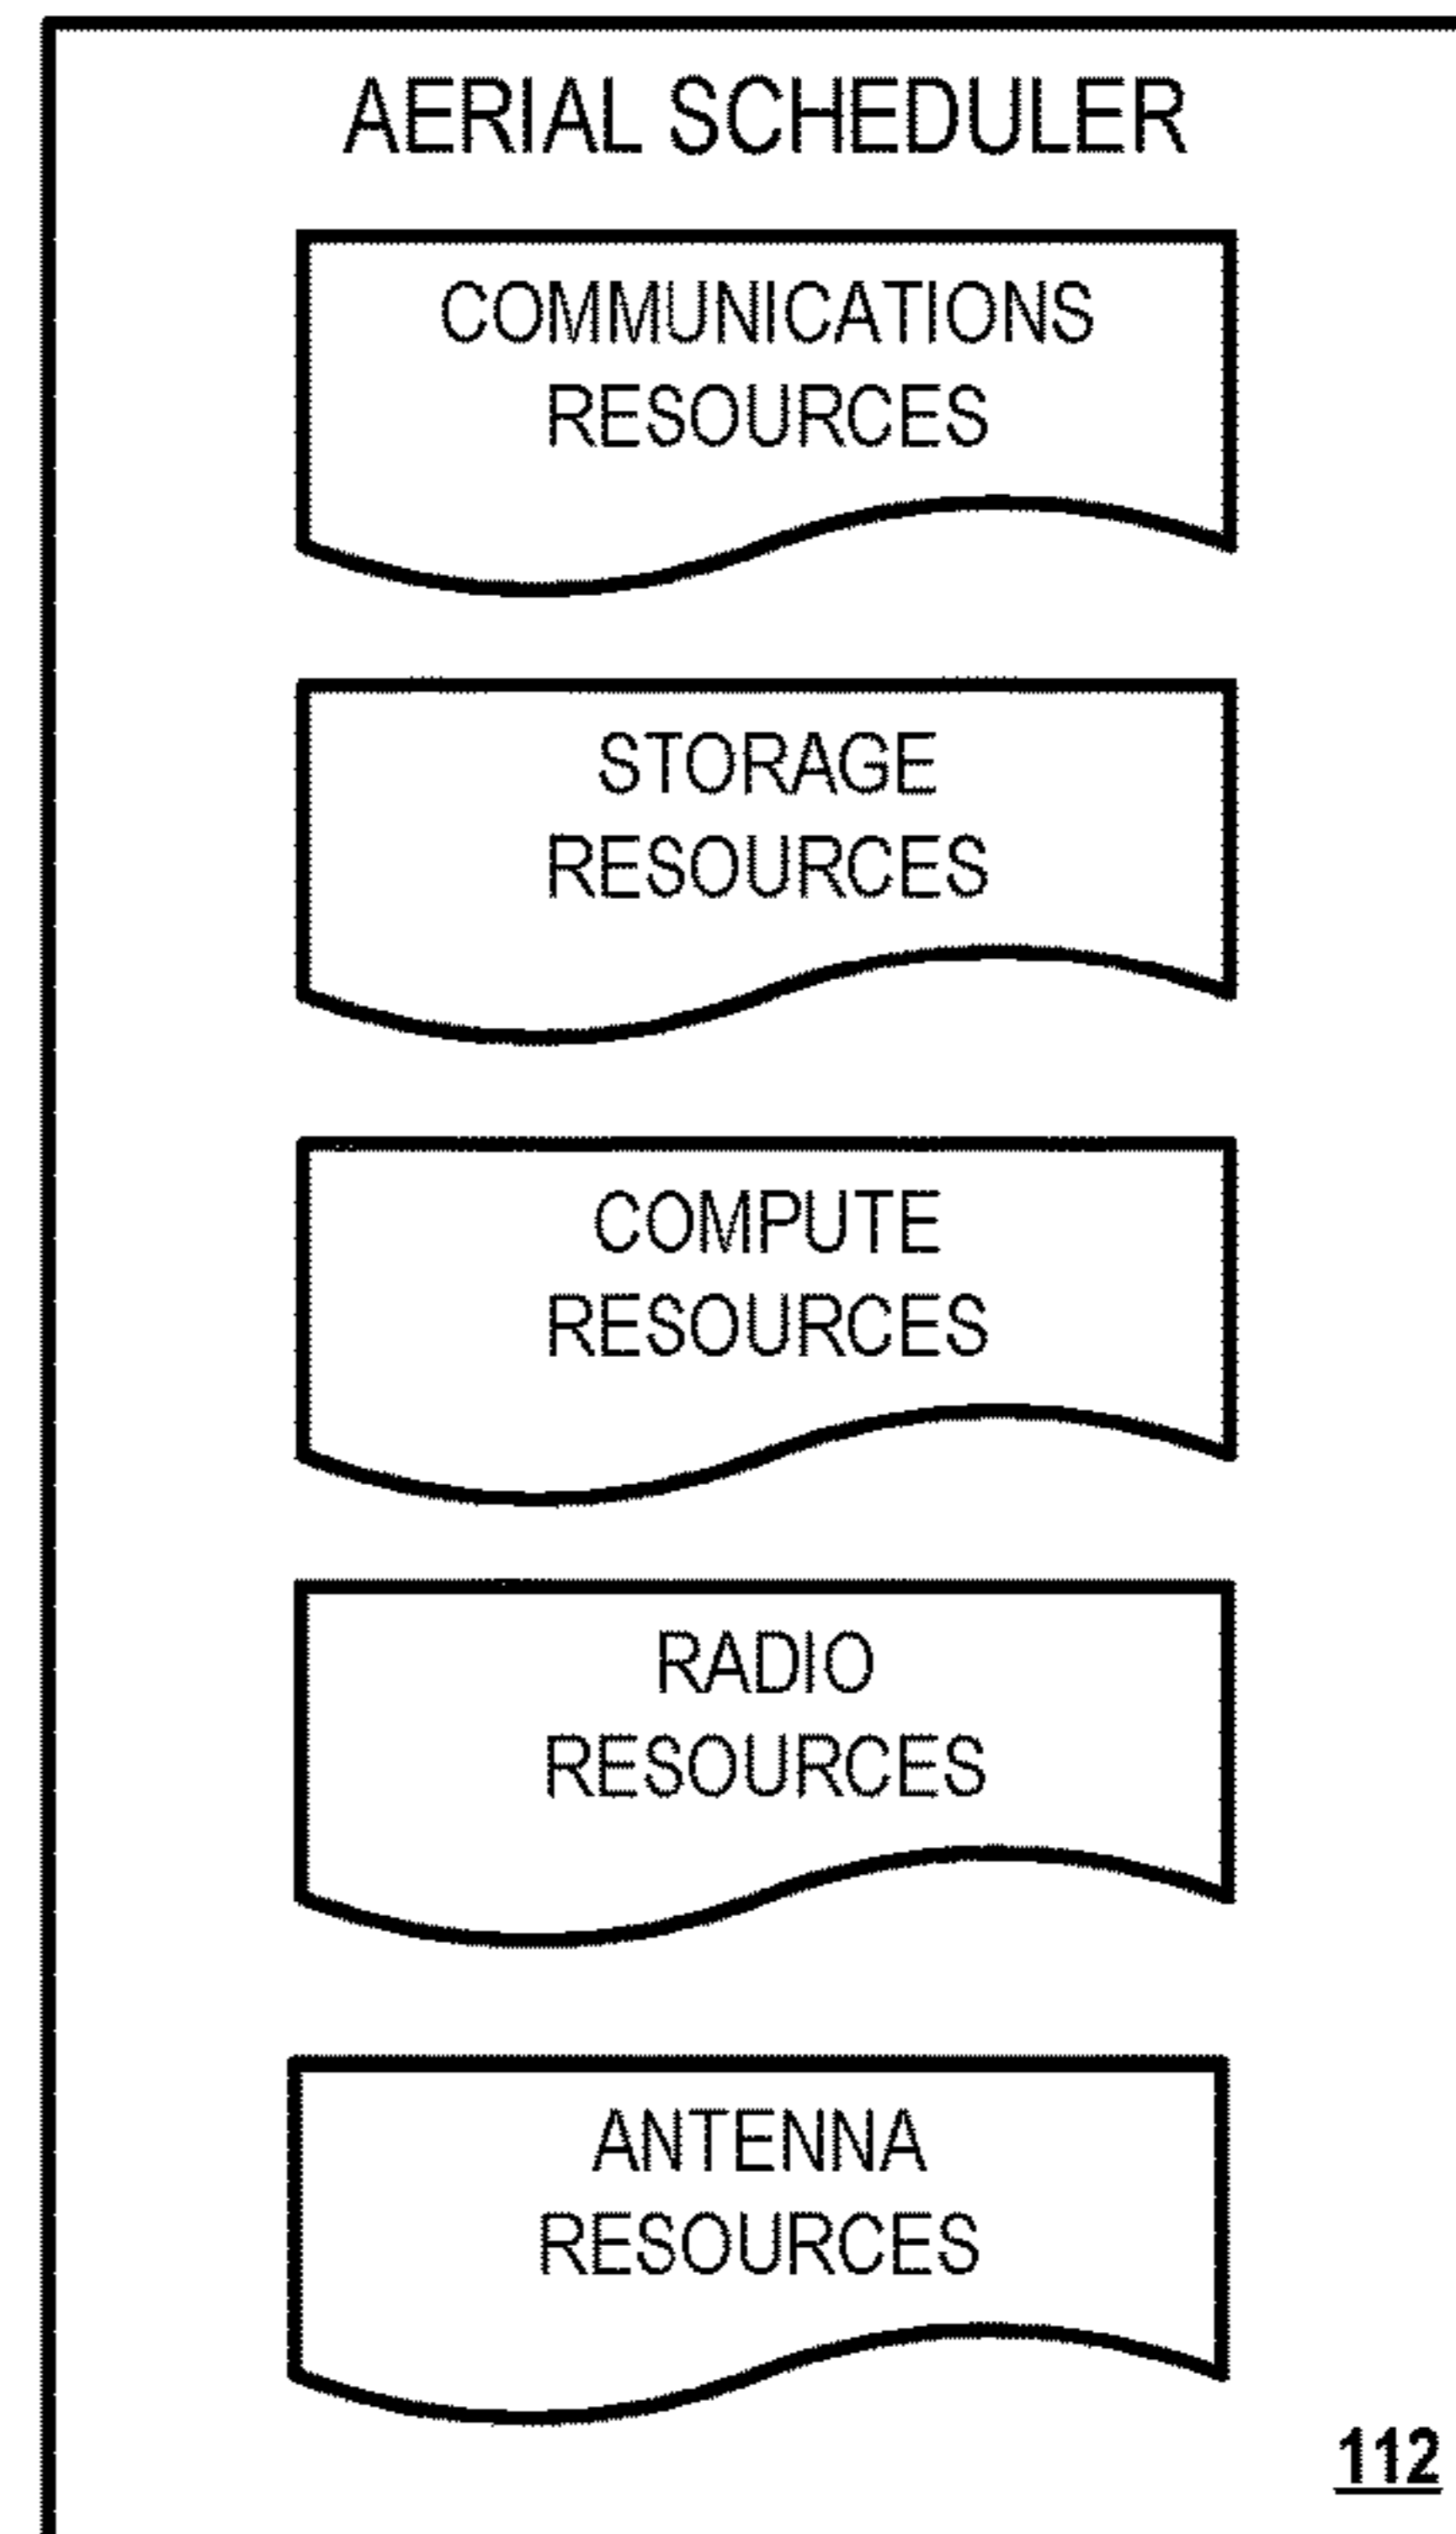 AERIAL SCHEDULER
COMMUNICATIONS
RESOURCES
STORAGE
RESOURCES
COMPUTE
RESOURCES
RADIO
RESOURCES
ANTENNA
RESOURCES
112